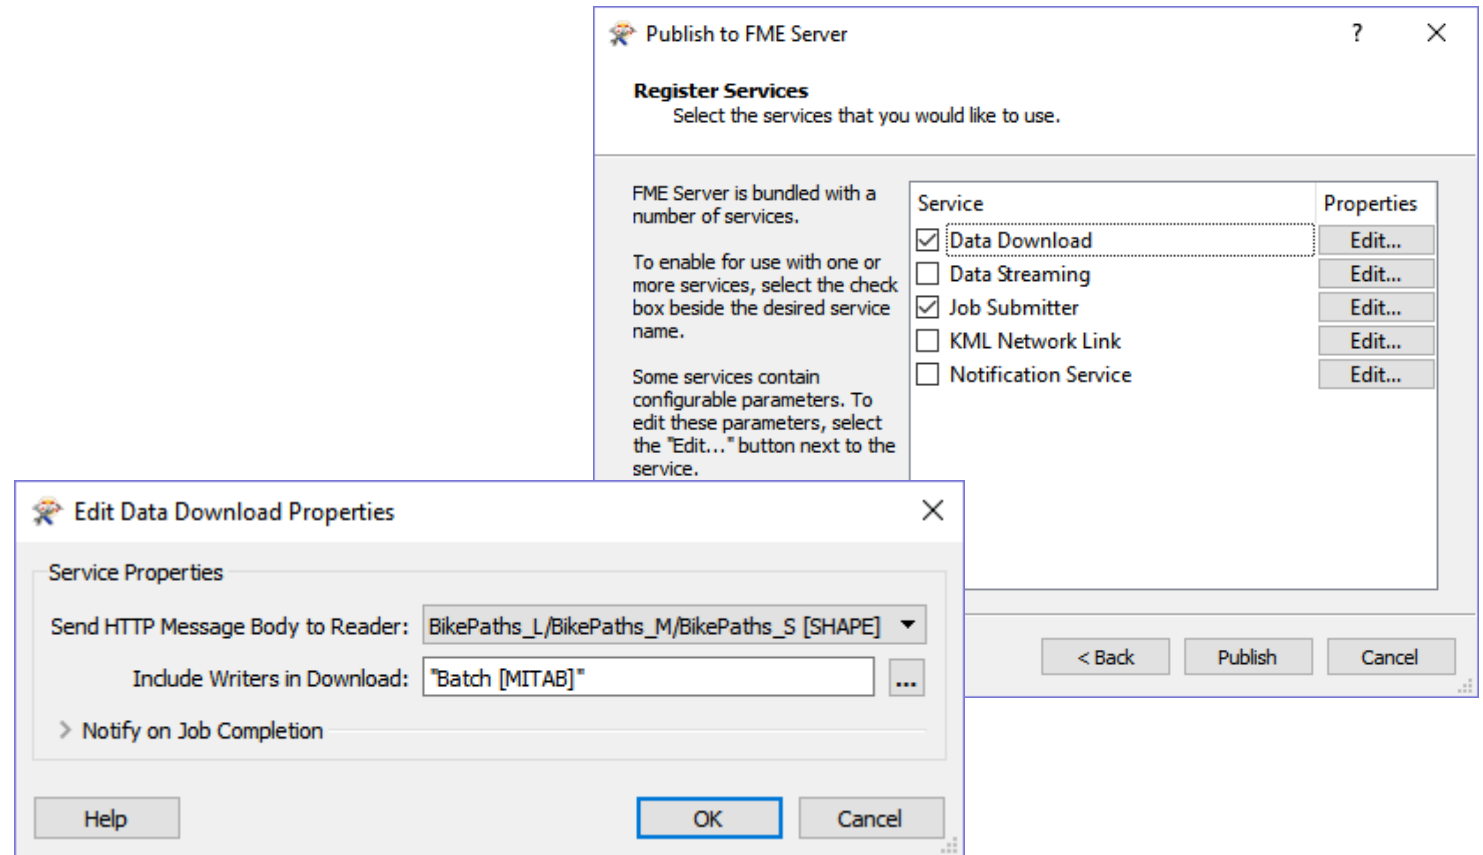 Publish to FME Server
?
Register Services
Select the services that you would like to use.
FME Server is bundled with a
number of services.
To enable for use with one or
more services, select the check
box beside the desired service
name.
Some services contain
configurable parameters. To
edit these parameters, select
the "Edit..." button next to the
service.
Service Properties
Data Download Edit...
Data Streaming Edit...
Job Submitter Edit...
KML Network Link Edit...
Notification Service Edit...
< Back Publish Cancel
Edit Data Download Properties
Service Properties
Send HTTP Message Body to Reader: BikePaths_L/BikePaths_M/BikePaths_S [SHAPE]
Include Writers in Download: "Batch [MITAB]" ...
Notify on Job Completion
Help OK Cancel